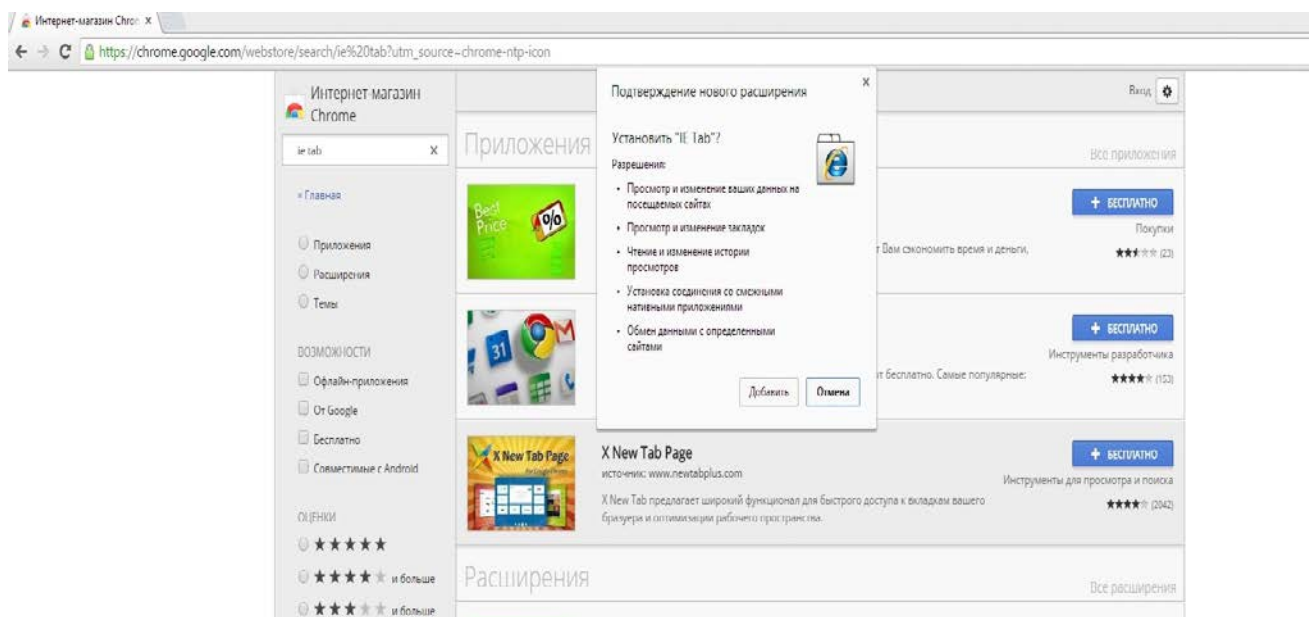 Интернет-магазин Chron x
https://chrome.google.com/webstore/search/ie%20tab?utm_source=chrome-ntp-icon
Интернет-магазин
Chrome
ie tab x
« Главная
Приложения
Расширения
Темы
ВОЗМОЖНОСТИ
Офлайн-приложения
От Google
Бесплатно
Совместимые с Android
ОЦЕНКИ
и больше
и больше
Вход
Приложения
Все приложения
Подтверждение нового расширения x
Установить "IE Tab"?
Разрешения:
• Просмотр и изменение ваших данных на
посещаемых сайтах
• Просмотр и изменение закладок
• Чтение и изменение истории
просмотров
• Установка соединения со смежными
нативными приложениями
• Обмен данными с определенными
сайтами
Добавить Отмена
Best
Price %
т Вам сэкономить время и деньги,
+ БЕСПЛАТНО
Покупки
(23)
31
т бесплатно. Самые популярные:
+ БЕСПЛАТНО
Инструменты разработчика
(153)
X New Tab Page
X New Tab Page
источник: www.newtabplus.com
X New Tab предлагает широкий функционал для быстрого доступа к вкладкам вашего
браузера и оптимизации рабочего пространства.
+ БЕСПЛАТНО
Инструменты для просмотра и поиска
(2042)
Расширения
Все расширения